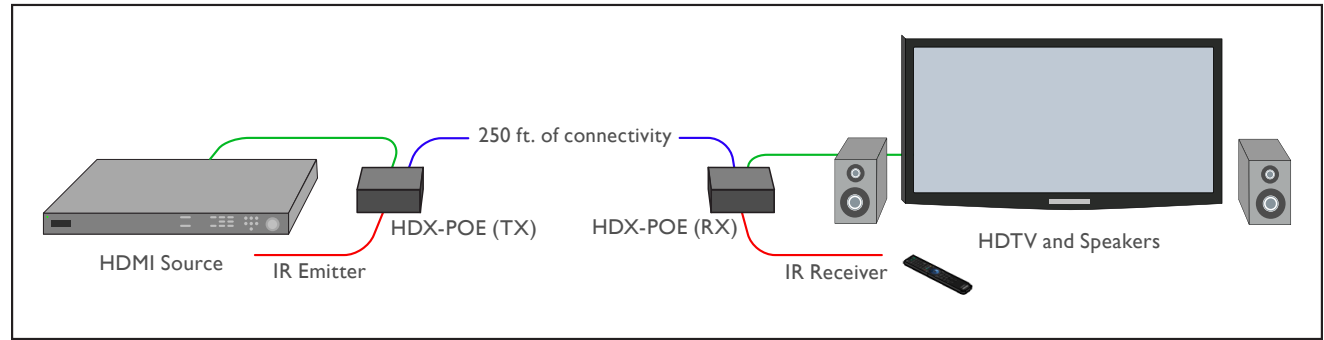 250 ft. of connectivity
HDX-POE (TX)
HDX-POE (RX)
HDTV and Speakers
HDMI Source
IR Emitter
IR Receiver